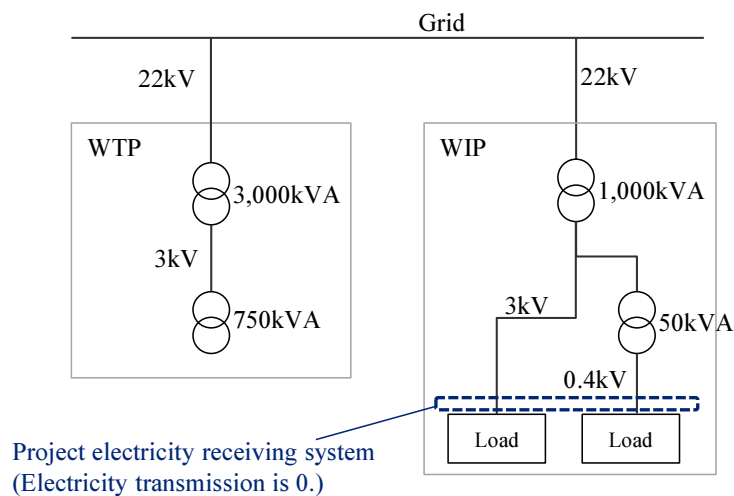 Grid
22kV
22kV
WTP
WIP
3,000kVA
1,000kVA
3kV
3kV
750kVA
50kVA
0.4kV
Load
Load
Project electricity receiving system
(Electricity transmission is 0.)